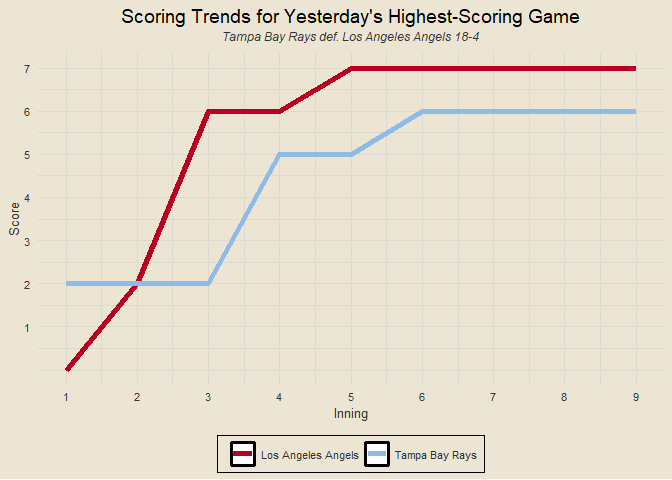 Scoring Trends for Yesterday's Highest-Scoring Game
Tampa Bay Rays def. Los Angeles Angels 18-4
Score
7
6
5
4
3
2
1
1 2 3 4 5 6 7 8 9
Inning
Los Angeles Angels Tampa Bay Rays